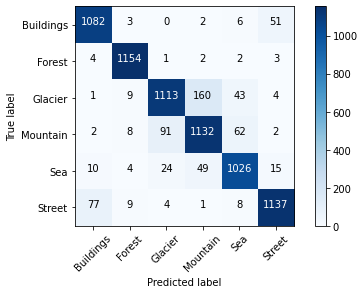 Buildings 1082 3 0 2 6 51
Forest 4 1154 1 2 2 3
Glacier 1 9 1113 160 43 4
Mountain 2 8 91 1132 62 2
Sea 10 4 24 49 1026 15
Street 77 9 4 1 8 1137
True label
Buildings Forest Glacier Mountain Sea Street
Predicted label
1000
800
600
400
200
0